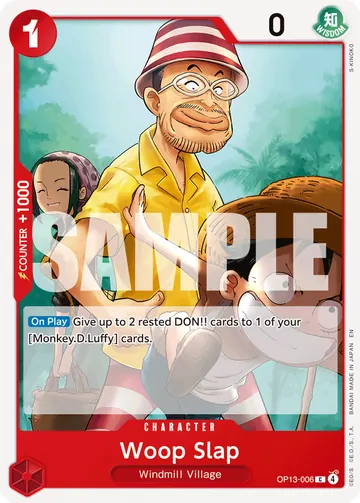 1
0
知
WISDOM
S-KINOKO
COUNTER +1000
SAMPLE
On Play Give up to 2 rested DON!! cards to 1 of your
[Monkey.D.Luffy] cards.
CHARACTER
Woop Slap
Windmill Village
OP13-006 C 4
©E.O./S. ©E.O./S., T.A. BANDAI MADE IN JAPAN EN